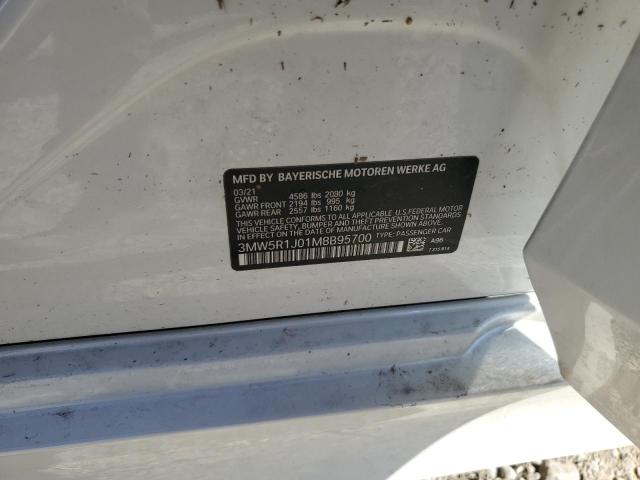 MFD BY BAYERISCHE MOTOREN WERKE AG
03/21
GVWR 4586 lbs 2080 kg
GAWR FRONT 2194 lbs 995 kg
GAWR REAR 2557 lbs 1160 kg
THIS VEHICLE CONFORMS TO ALL APPLICABLE U.S. FEDERAL MOTOR
VEHICLE SAFETY, BUMPER, AND THEFT PREVENTION STANDARDS
IN EFFECT ON THE DATE OF MANUFACTURE SHOWN ABOVE.
3MW5R1J01M8B95700 TYPE: PASSENGER CAR
A96